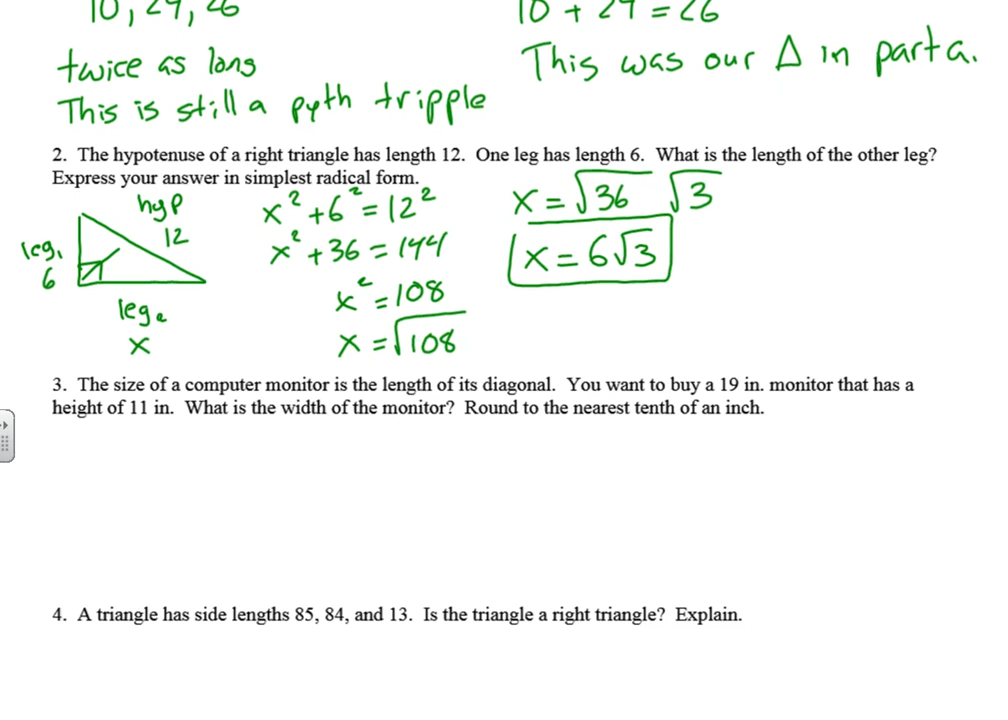 10, 24, 26
10 + 24 = 26
twice as long
This was our Δ in part a.
This is still a pyth tripple
2. The hypotenuse of a right triangle has length 12. One leg has length 6. What is the length of the other leg?
Express your answer in simplest radical form.
hyp
12
leg₁
6
leg₂
x
x² + 6² = 12²
x² + 36 = 144
x² = 108
x = √108
x = √36 √3
x = 6√3
3. The size of a computer monitor is the length of its diagonal. You want to buy a 19 in. monitor that has a
height of 11 in. What is the width of the monitor? Round to the nearest tenth of an inch.
4. A triangle has side lengths 85, 84, and 13. Is the triangle a right triangle? Explain.